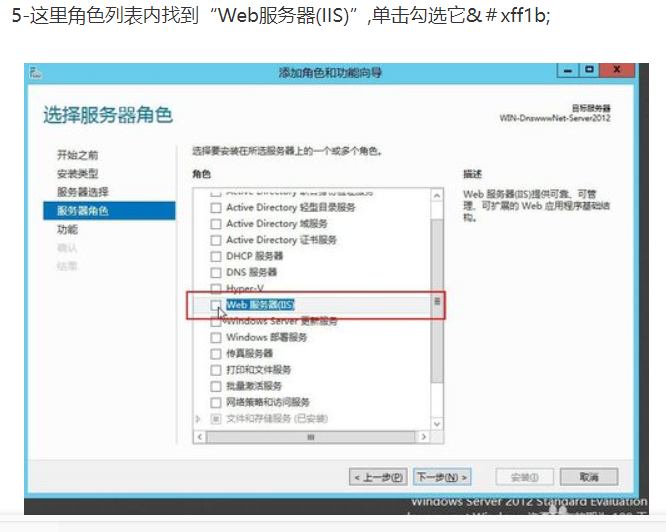 5-这里角色列表内找到“Web服务器(IIS)”,单击勾选它&#xff1b;
添加角色和功能向导
选择服务器角色
目标服务器
WIN-DnswwwNet-Server2012
开始之前
安装类型
服务器选择
服务器角色
功能
确认
结果
选择要安装在所选服务器上的一个或多个角色。
角色
Active Directory 轻型目录服务
Active Directory 域服务
Active Directory 证书服务
DHCP 服务器
DNS 服务器
Hyper-V
Web 服务器(IIS)
Windows Server 更新服务
Windows 部署服务
传真服务器
打印和文件服务
批量激活服务
网络策略和访问服务
文件和存储服务 (已安装)
描述
Web 服务器(IIS)提供可靠、可管
理、可扩展的 Web 应用程序基础结
构。
< 上一步(P)
下一步(N) >
安装(I)
取消
Windows Server 2012 Standard Evaluation